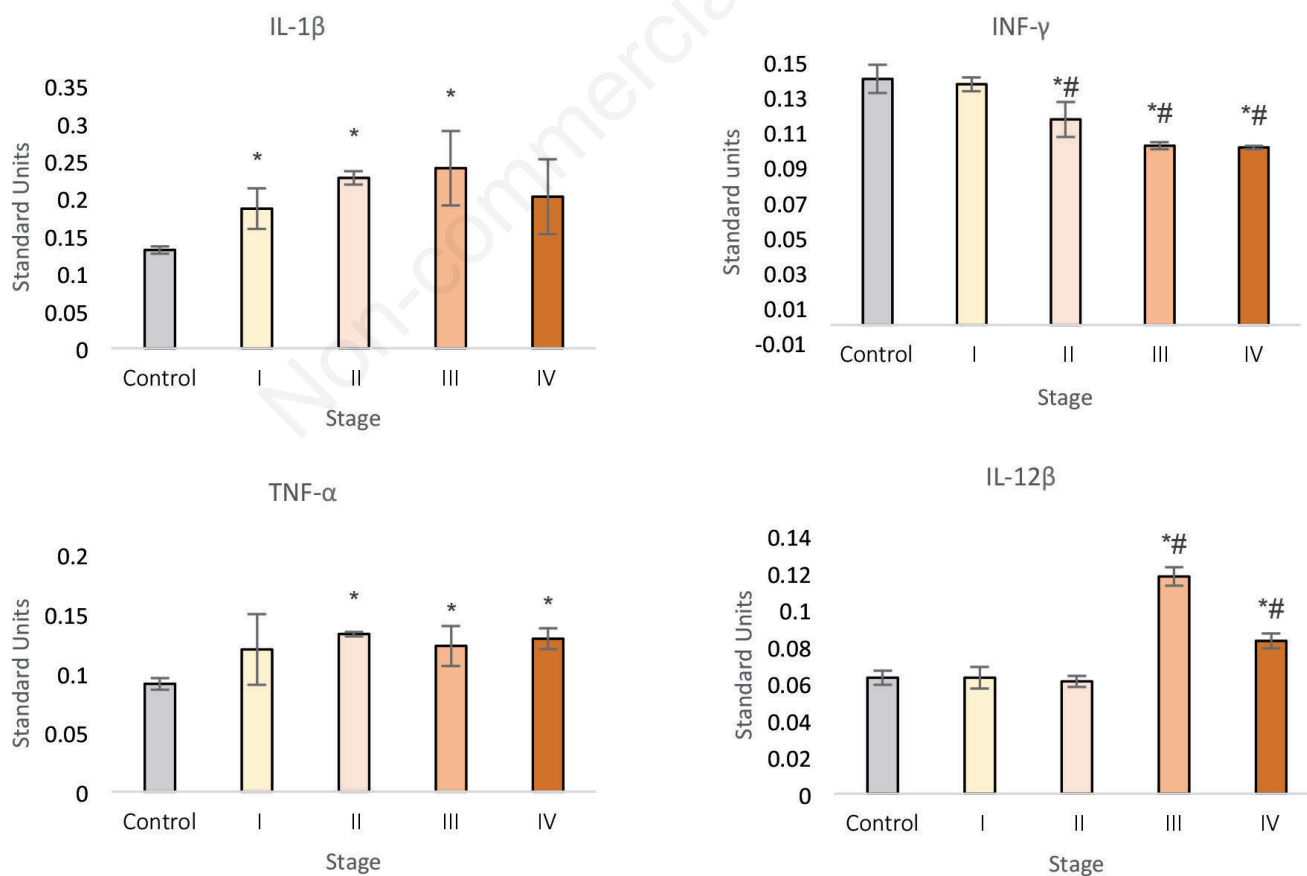 IL-1β
Standard Units
0.35
0.3
0.25
0.2
0.15
0.1
0.05
0
* * *
Control I II III IV
Stage
INF-γ
Standard units
0.15
0.13
0.11
0.09
0.07
0.05
0.03
0.01
-0.01
*# *# *#
Control I II III IV
Stage
TNF-α
Standard Units
0.2
0.15
0.1
0.05
0
* * *
Control I II III IV
Stage
IL-12β
Standard Units
0.14
0.12
0.1
0.08
0.06
0.04
0.02
0
*# *#
Control I II III IV
Stage
Non-commercia